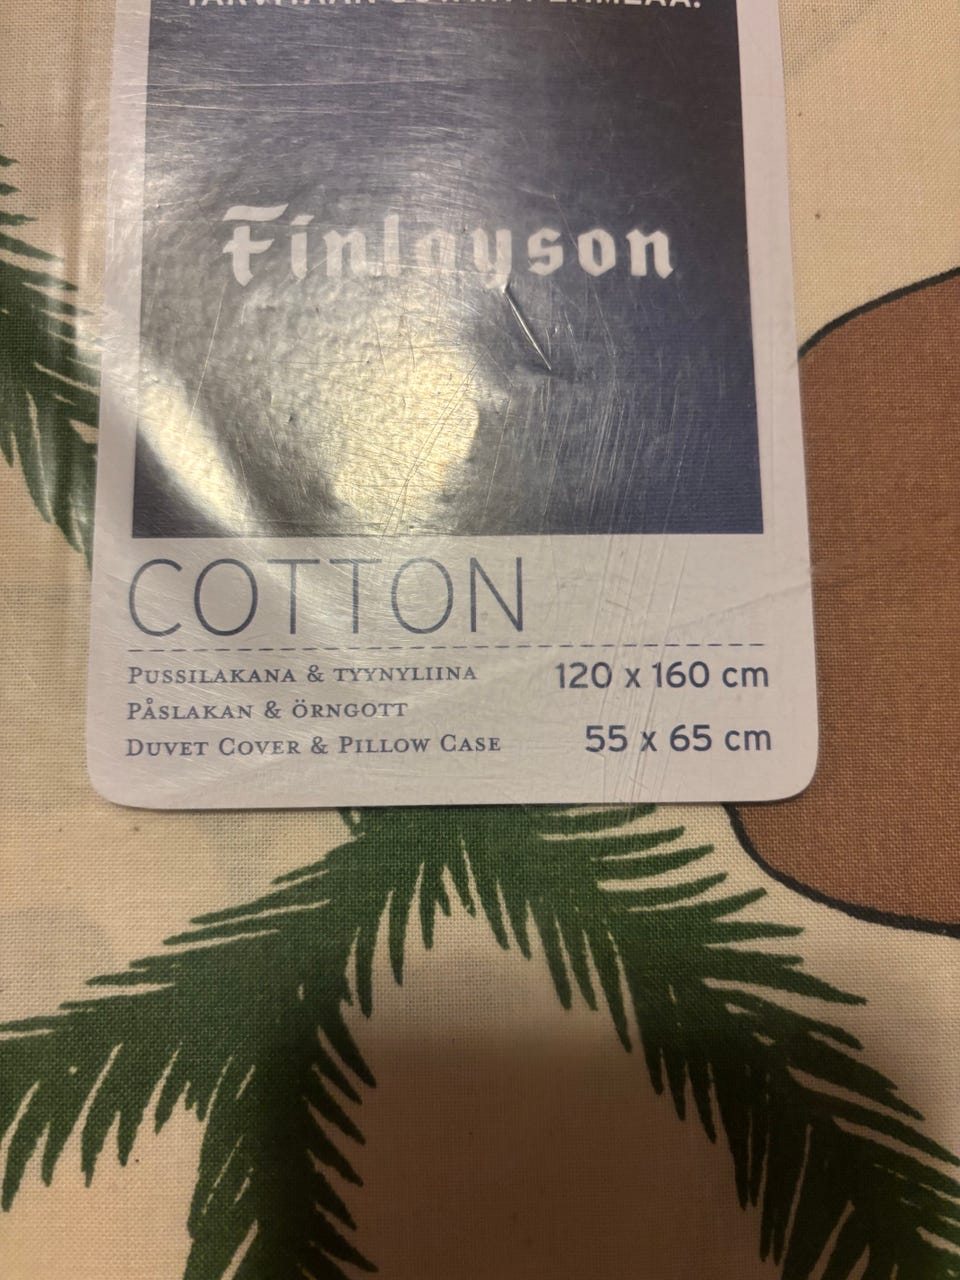 Finlayson
COTTON
PUSSILAKANA & TYYNYLIINA 120 x 160 cm
PÅSLAKAN & ÖRNGOTT
DUVET COVER & PILLOW CASE 55 x 65 cm